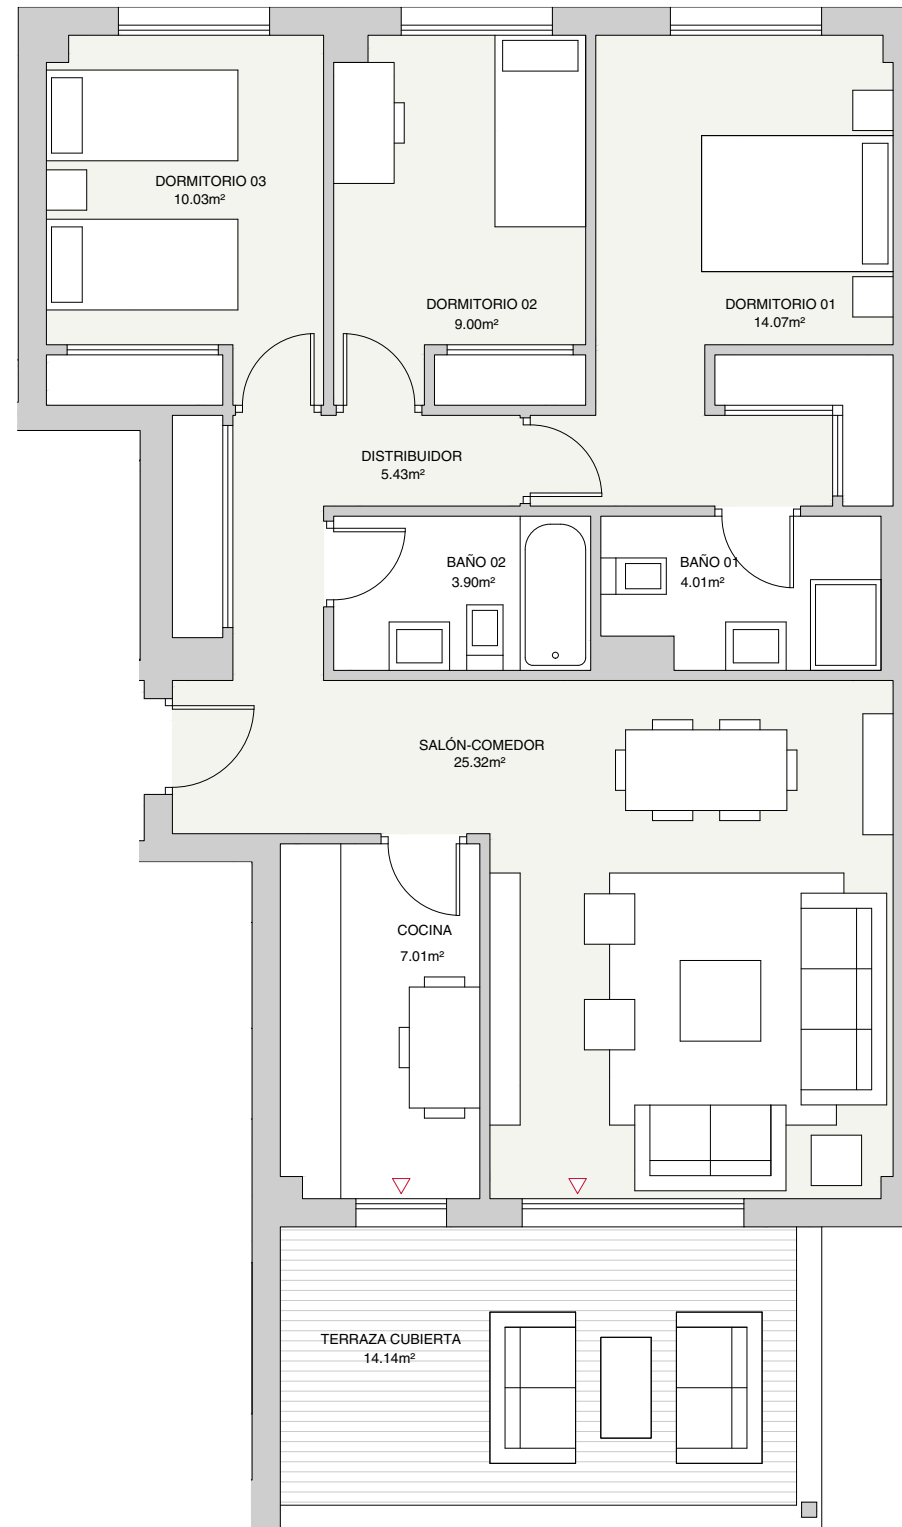 DORMITORIO 03
10.03m²
DORMITORIO 02
9.00m²
DORMITORIO 01
14.07m²
DISTRIBUIDOR
5.43m²
BAÑO 02
3.90m²
BAÑO 01
4.01m²
SALÓN-COMEDOR
25.32m²
COCINA
7.01m²
TERRAZA CUBIERTA
14.14m²